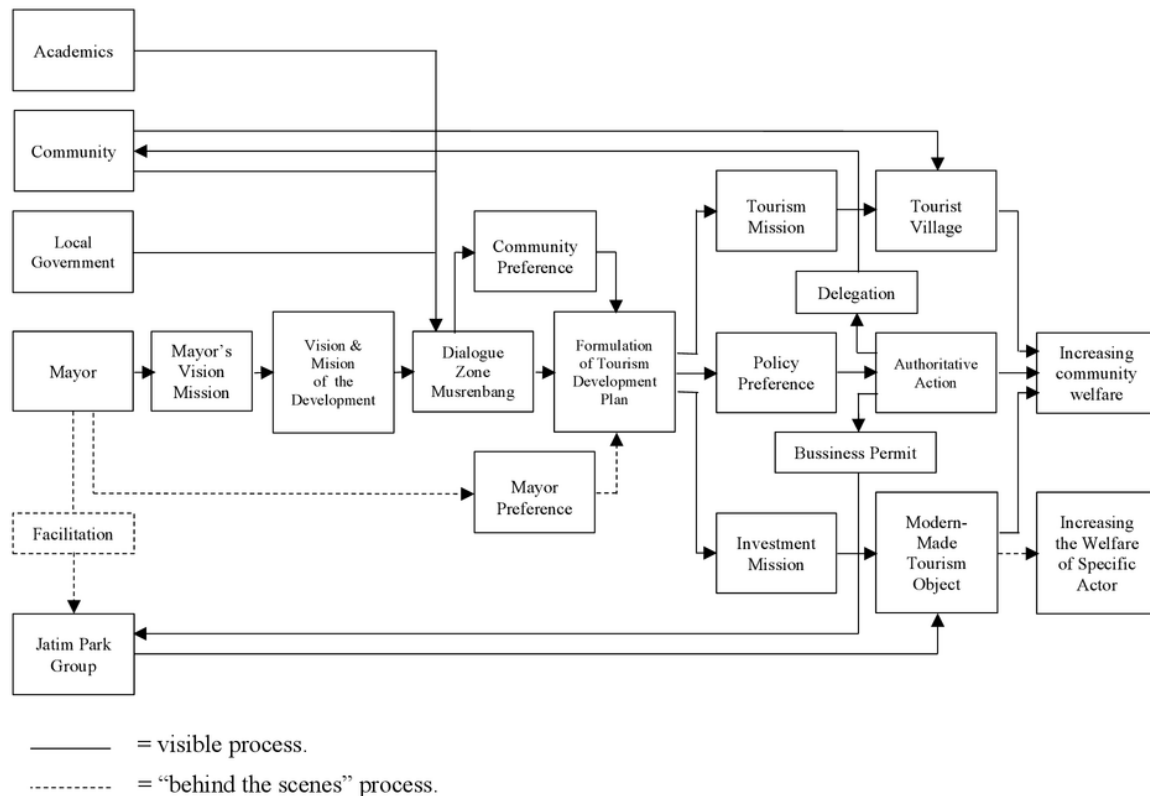 Academics
Community
Local
Government
Mayor
Mayor's
Vision
Mission
Vision &
Mision
of the
Development
Dialogue
Zone
Musrenbang
Community
Preference
Formulation
of Tourism
Development
Plan
Mayor
Preference
Facilitation
Jatim Park
Group
Tourism
Mission
Tourist
Village
Delegation
Policy
Preference
Authoritative
Action
Bussiness Permit
Investment
Mission
Modern-
Made
Tourism
Object
Increasing
community
welfare
Increasing
the Welfare
of Specific
Actor
= visible process.
= “behind the scenes” process.